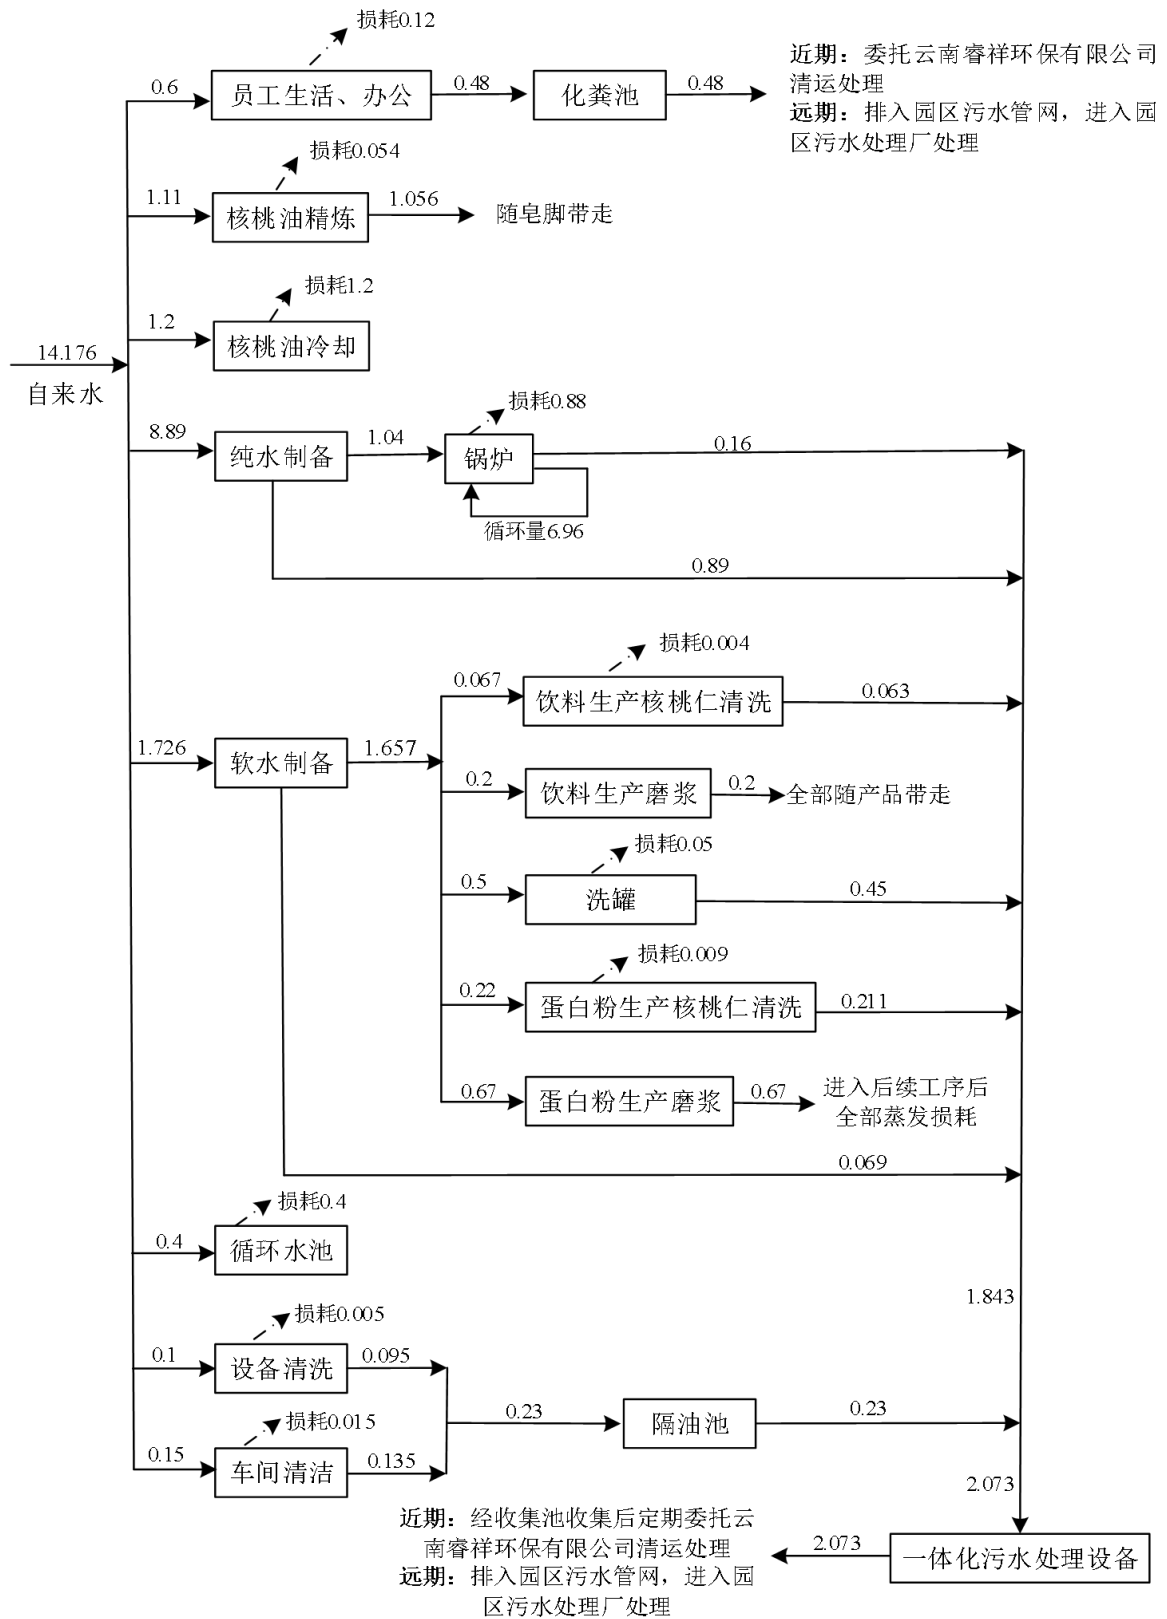 损耗0.12
0.6
员工生活、办公
0.48
化粪池
0.48
近期：委托云南睿祥环保有限公司
清运处理
远期：排入园区污水管网，进入园
区污水处理厂处理
损耗0.054
1.11
核桃油精炼
1.056
随皂脚带走
损耗1.2
1.2
核桃油冷却
14.176
自来水
损耗0.88
8.89
纯水制备
1.04
锅炉
0.16
循环量6.96
0.89
损耗0.004
0.067
饮料生产核桃仁清洗
0.063
1.726
软水制备
1.657
0.2
饮料生产磨浆
0.2
全部随产品带走
损耗0.05
0.5
洗罐
0.45
损耗0.009
0.22
蛋白粉生产核桃仁清洗
0.211
0.67
蛋白粉生产磨浆
0.67
进入后续工序后
全部蒸发损耗
0.069
损耗0.4
0.4
循环水池
1.843
损耗0.005
0.1
设备清洗
0.095
0.23
隔油池
0.23
损耗0.015
0.15
车间清洁
0.135
2.073
近期：经收集池收集后定期委托云
南睿祥环保有限公司清运处理
远期：排入园区污水管网，进入园
区污水处理厂处理
2.073
一体化污水处理设备